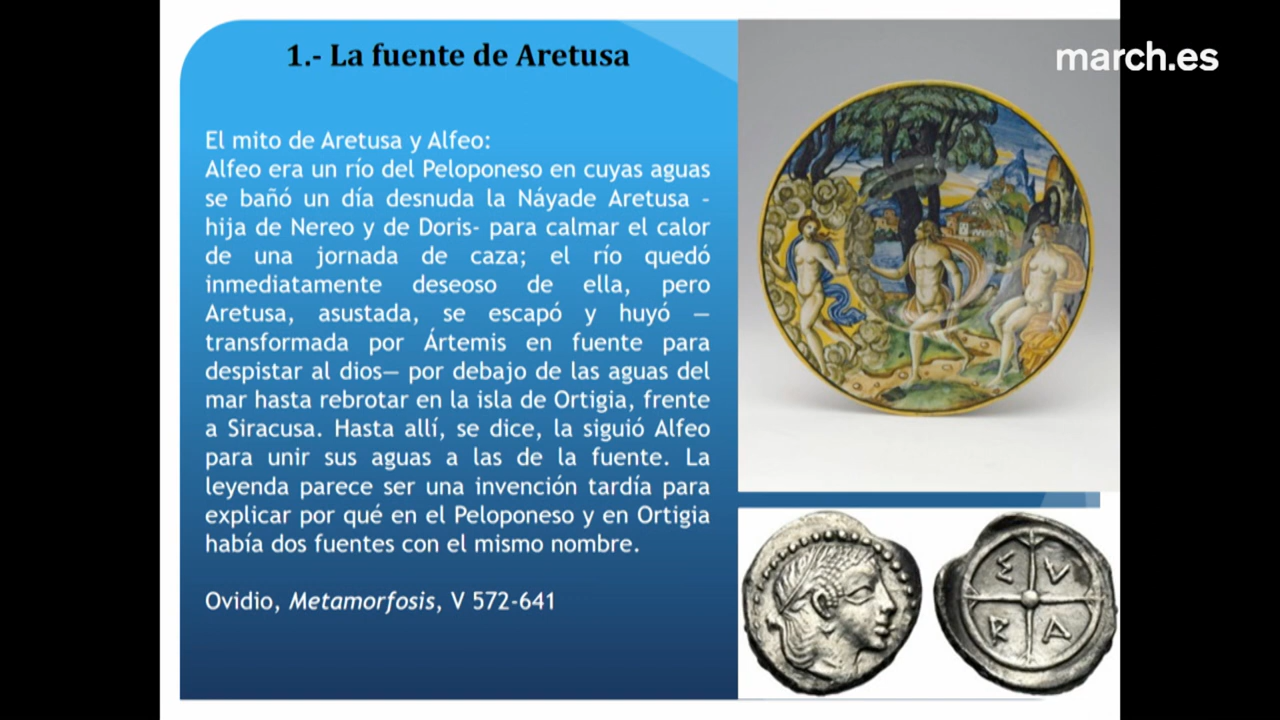 1.- La fuente de Aretusa
march.es
El mito de Aretusa y Alfeo:
Alfeo era un río del Peloponeso en cuyas aguas
se bañó un día desnuda la Náyade Aretusa -
hija de Nereo y de Doris- para calmar el calor
de una jornada de caza; el río quedó
inmediatamente deseoso de ella, pero
Aretusa, asustada, se escapó y huyó —
transformada por Ártemis en fuente para
despistar al dios— por debajo de las aguas del
mar hasta rebrotar en la isla de Ortigia, frente
a Siracusa. Hasta allí, se dice, la siguió Alfeo
para unir sus aguas a las de la fuente. La
leyenda parece ser una invención tardía para
explicar por qué en el Peloponeso y en Ortigia
había dos fuentes con el mismo nombre.
Ovidio, Metamorfosis, V 572-641
Σ V
R A